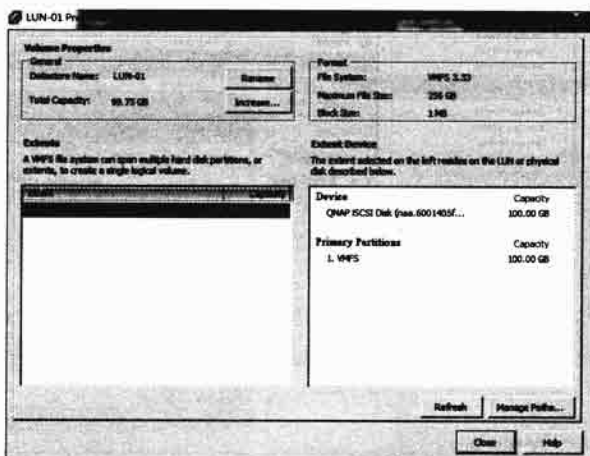 LUN-01 Pr
Volume Properties
General
Datastore Name: LUN-01
Rename
Total Capacity: 99.75 GB
Increase...
Format
File System: VMFS 3.33
Maximum File Size: 256 GB
Block Size: 1 MB
Extents
A VMFS file system can span multiple hard disk partitions, or
extents, to create a single logical volume.
Capacity
Extent Device
The extent selected on the left resides on the LUN or physical
disk described below.
Device Capacity
QNAP iSCSI Disk (naa.6001405f... 100.00 GB
Primary Partitions Capacity
1. VMFS 100.00 GB
Refresh
Manage Paths...
Close
Help